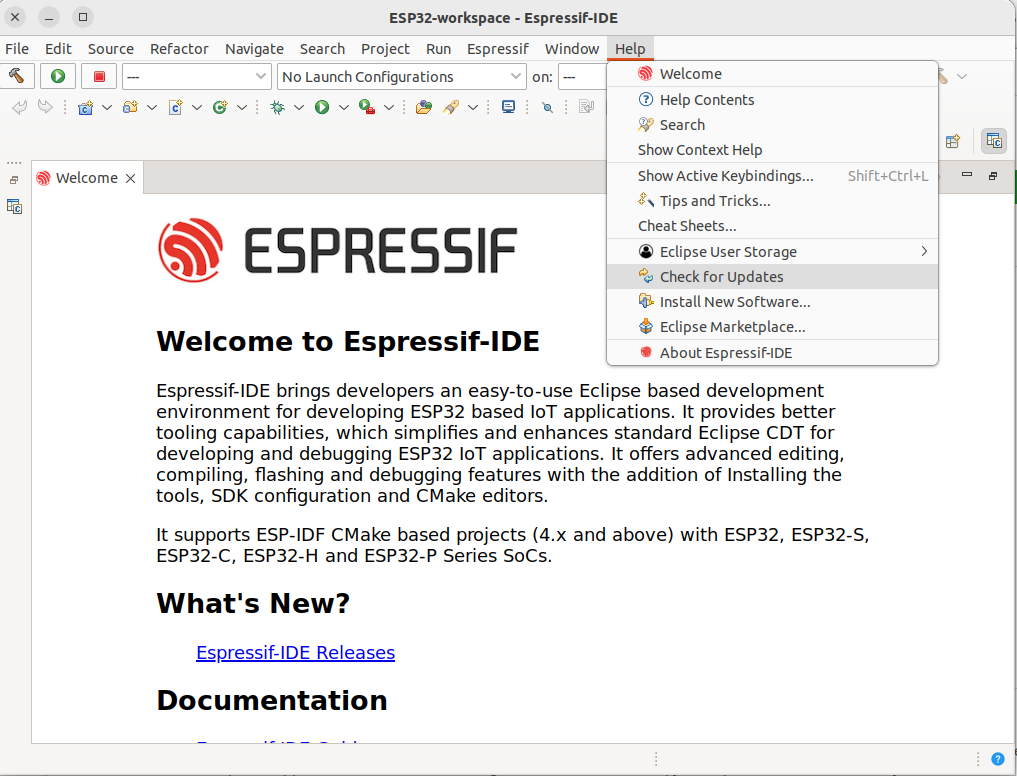 ESP32-workspace - Espressif-IDE
File Edit Source Refactor Navigate Search Project Run Espressif Window Help
--- No Launch Configurations on: ---
Welcome
Help Contents
Search
Show Context Help
Show Active Keybindings... Shift+Ctrl+L
Tips and Tricks...
Cheat Sheets...
Eclipse User Storage
Check for Updates
Install New Software...
Eclipse Marketplace...
About Espressif-IDE
Welcome
ESPRESSIF
Welcome to Espressif-IDE
Espressif-IDE brings developers an easy-to-use Eclipse based development
environment for developing ESP32 based IoT applications. It provides better
tooling capabilities, which simplifies and enhances standard Eclipse CDT for
developing and debugging ESP32 IoT applications. It offers advanced editing,
compiling, flashing and debugging features with the addition of Installing the
tools, SDK configuration and CMake editors.
It supports ESP-IDF CMake based projects (4.x and above) with ESP32, ESP32-S,
ESP32-C, ESP32-H and ESP32-P Series SoCs.
What's New?
Espressif-IDE Releases
Documentation